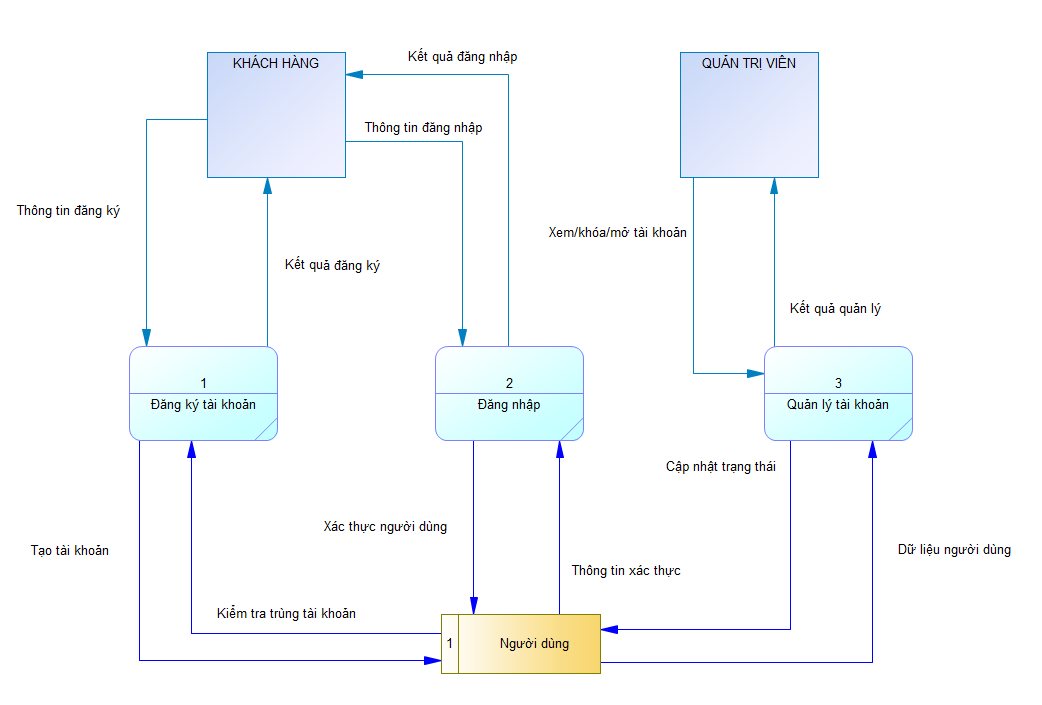 Kết quả đăng nhập
KHÁCH HÀNG
QUẢN TRỊ VIÊN
Thông tin đăng nhập
Thông tin đăng ký
Xem/khóa/mở tài khoản
Kết quả đăng ký
Kết quả quản lý
1
Đăng ký tài khoản
2
Đăng nhập
3
Quản lý tài khoản
Cập nhật trạng thái
Xác thực người dùng
Tạo tài khoản
Dữ liệu người dùng
Thông tin xác thực
Kiểm tra trùng tài khoản
1
Người dùng